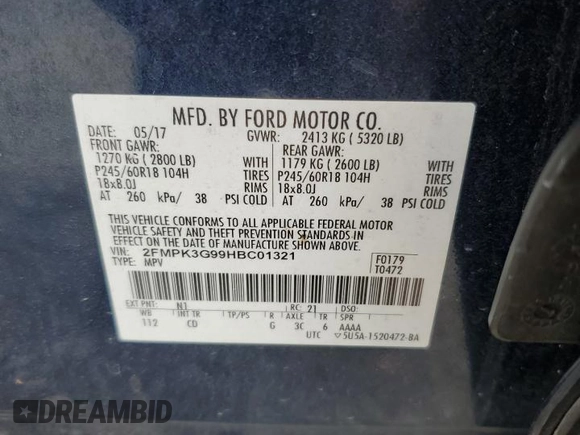 MFD. BY FORD MOTOR CO.
DATE: 05/17 GVWR: 2413 KG ( 5320 LB)
FRONT GAWR: REAR GAWR:
1270 KG ( 2800 LB) WITH 1179 KG ( 2600 LB) WITH
P245/60R18 104H TIRES P245/60R18 104H TIRES
18x8.0J RIMS 18x8.0J RIMS
AT 260 kPa/ 38 PSI COLD AT 260 kPa/ 38 PSI COLD
THIS VEHICLE CONFORMS TO ALL APPLICABLE FEDERAL MOTOR
VEHICLE SAFETY AND THEFT PREVENTION STANDARDS IN
EFFECT ON THE DATE OF MANUFACTURE SHOWN ABOVE.
VIN: 2FMPK3G99HBC01321 F0179
TYPE: MPV T0472
EXT PNT: N1 RC: 21 DSO:
WB INT TR TP/PS R AXLE TR SPR
112 CD G 3C 6 AAAA
UTC ▽5U5A-1520472-BA
DREAMBID